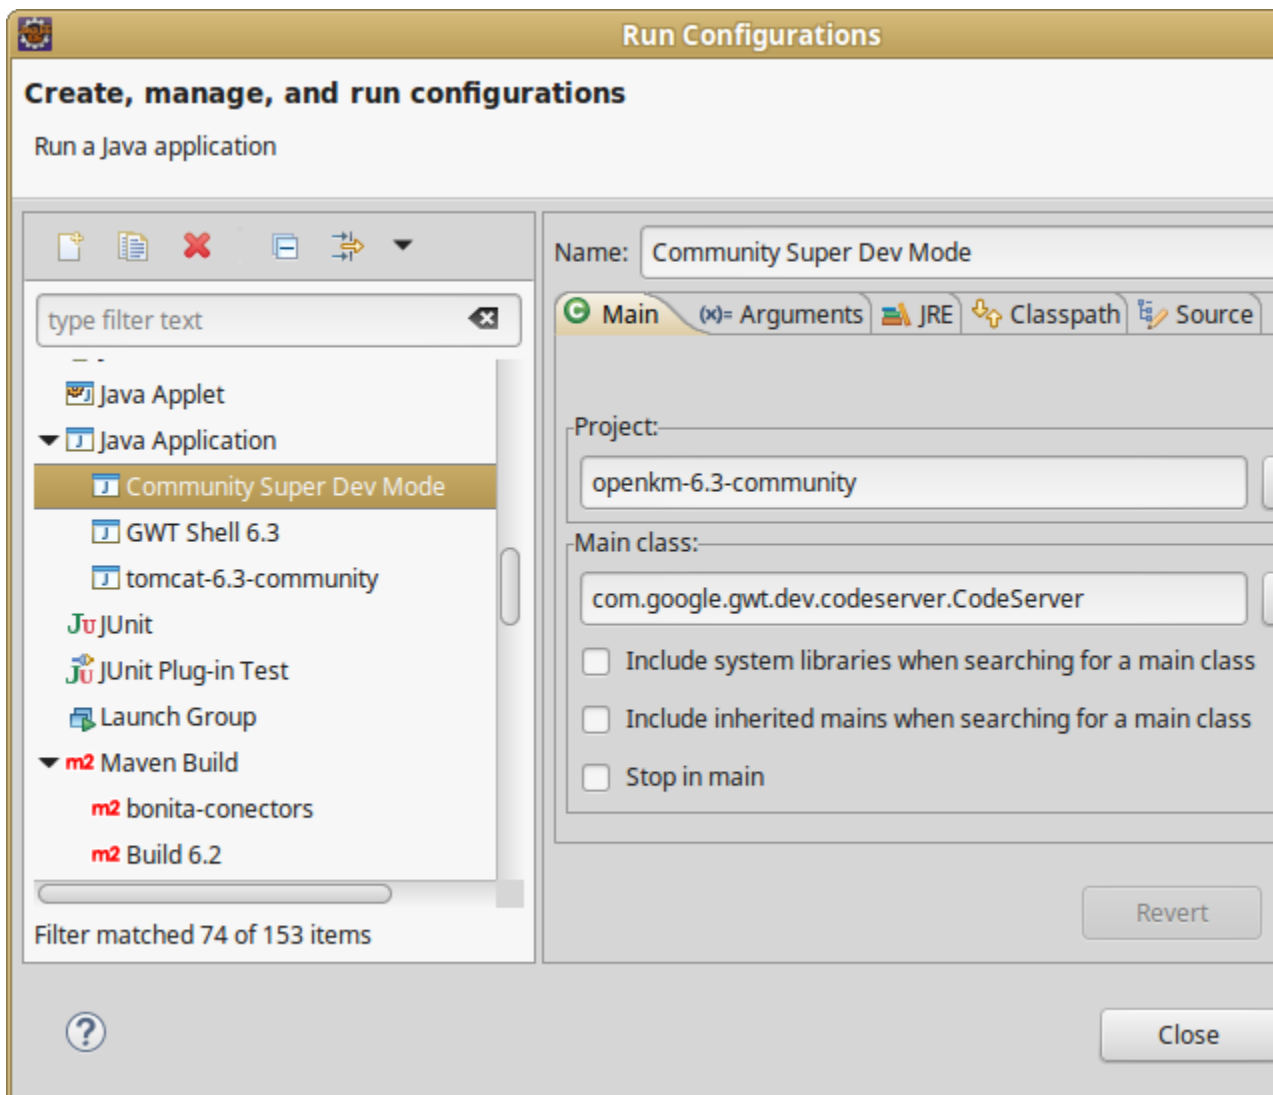 Run Configurations
Create, manage, and run configurations
Run a Java application
type filter text
Java Applet
Java Application
Community Super Dev Mode
GWT Shell 6.3
tomcat-6.3-community
JUnit
JUnit Plug-in Test
Launch Group
m2 Maven Build
m2 bonita-conectors
m2 Build 6.2
Filter matched 74 of 153 items
Name: Community Super Dev Mode
Main (x)= Arguments JRE Classpath Source
Project:
openkm-6.3-community
Main class:
com.google.gwt.dev.codeserver.CodeServer
Include system libraries when searching for a main class
Include inherited mains when searching for a main class
Stop in main
Revert
Close